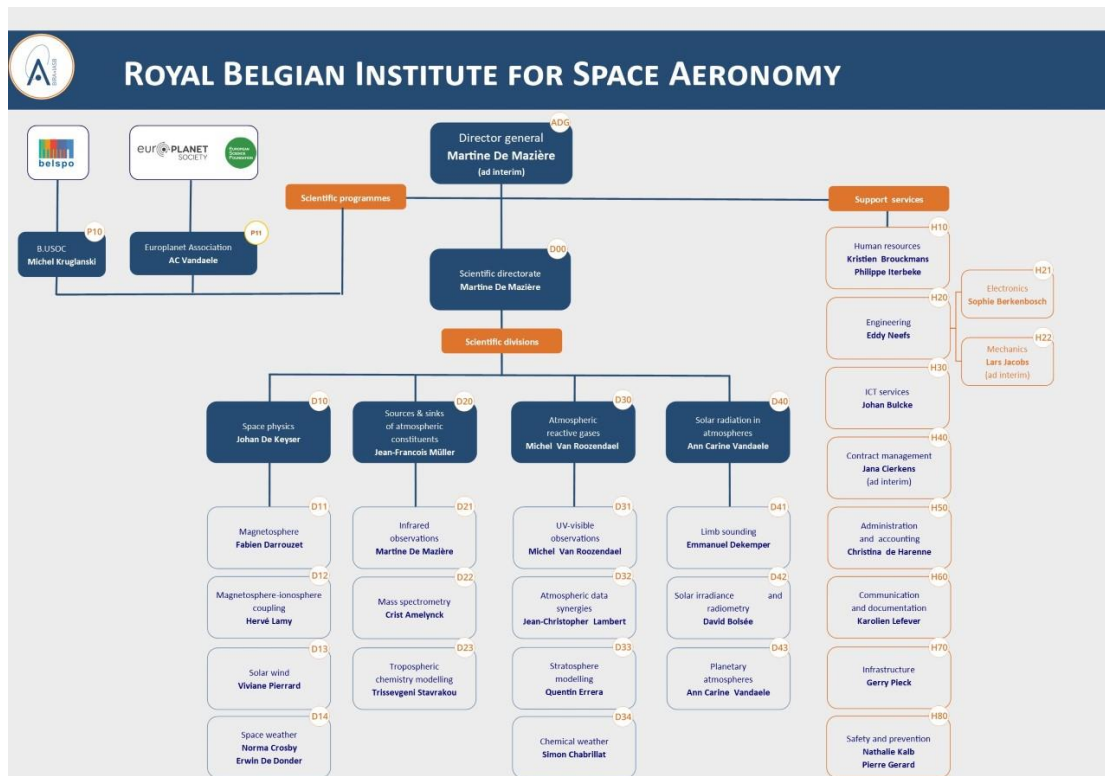 ROYAL BELGIAN INSTITUTE FOR SPACE AERONOMY
belspo
EUROPLANET
SOCIETY
EUROPEAN
SCIENCE
FOUNDATION
ADG
Director general
Martine De Mazière
(ad interim)
Scientific programmes
Support services
P10
B.USOC
Michel Kruglanski
P11
Europlanet Association
AC Vandaele
D00
Scientific directorate
Martine De Mazière
Scientific divisions
D10
Space physics
Johan De Keyser
D20
Sources & sinks
of atmospheric
constituents
Jean-Francois Müller
D30
Atmospheric
reactive gases
Michel Van Roozendael
D40
Solar radiation in
atmospheres
Ann Carine Vandaele
D11
Magnetosphere
Fabien Darrouzet
D21
Infrared
observations
Martine De Mazière
D31
UV-visible
observations
Michel Van Roozendael
D41
Limb sounding
Emmanuel Dekemper
D12
Magnetosphere-ionosphere
coupling
Hervé Lamy
D22
Mass spectrometry
Crist Amelynck
D32
Atmospheric data
synergies
Jean-Christopher Lambert
D42
Solar irradiance and
radiometry
David Bolsée
D13
Solar wind
Viviane Pierrard
D23
Tropospheric
chemistry modelling
Trissevgeni Stavrakou
D33
Stratosphere
modelling
Quentin Errera
D43
Planetary
atmospheres
Ann Carine Vandaele
D14
Space weather
Norma Crosby
Erwin De Donder
D34
Chemical weather
Simon Chabrillat
H10
Human resources
Kristien Brouckmans
Philippe Iterbeke
H20
Engineering
Eddy Neefs
H21
Electronics
Sophie Berkenbosch
H22
Mechanics
Lars Jacobs
(ad interim)
H30
ICT services
Johan Bulcke
H40
Contract management
Jana Clerkens
(ad interim)
H50
Administration
and accounting
Christina de Harenne
H60
Communication
and documentation
Karolien Lefever
H70
Infrastructure
Gerry Pieck
H80
Safety and prevention
Nathalie Kalb
Pierre Gerard